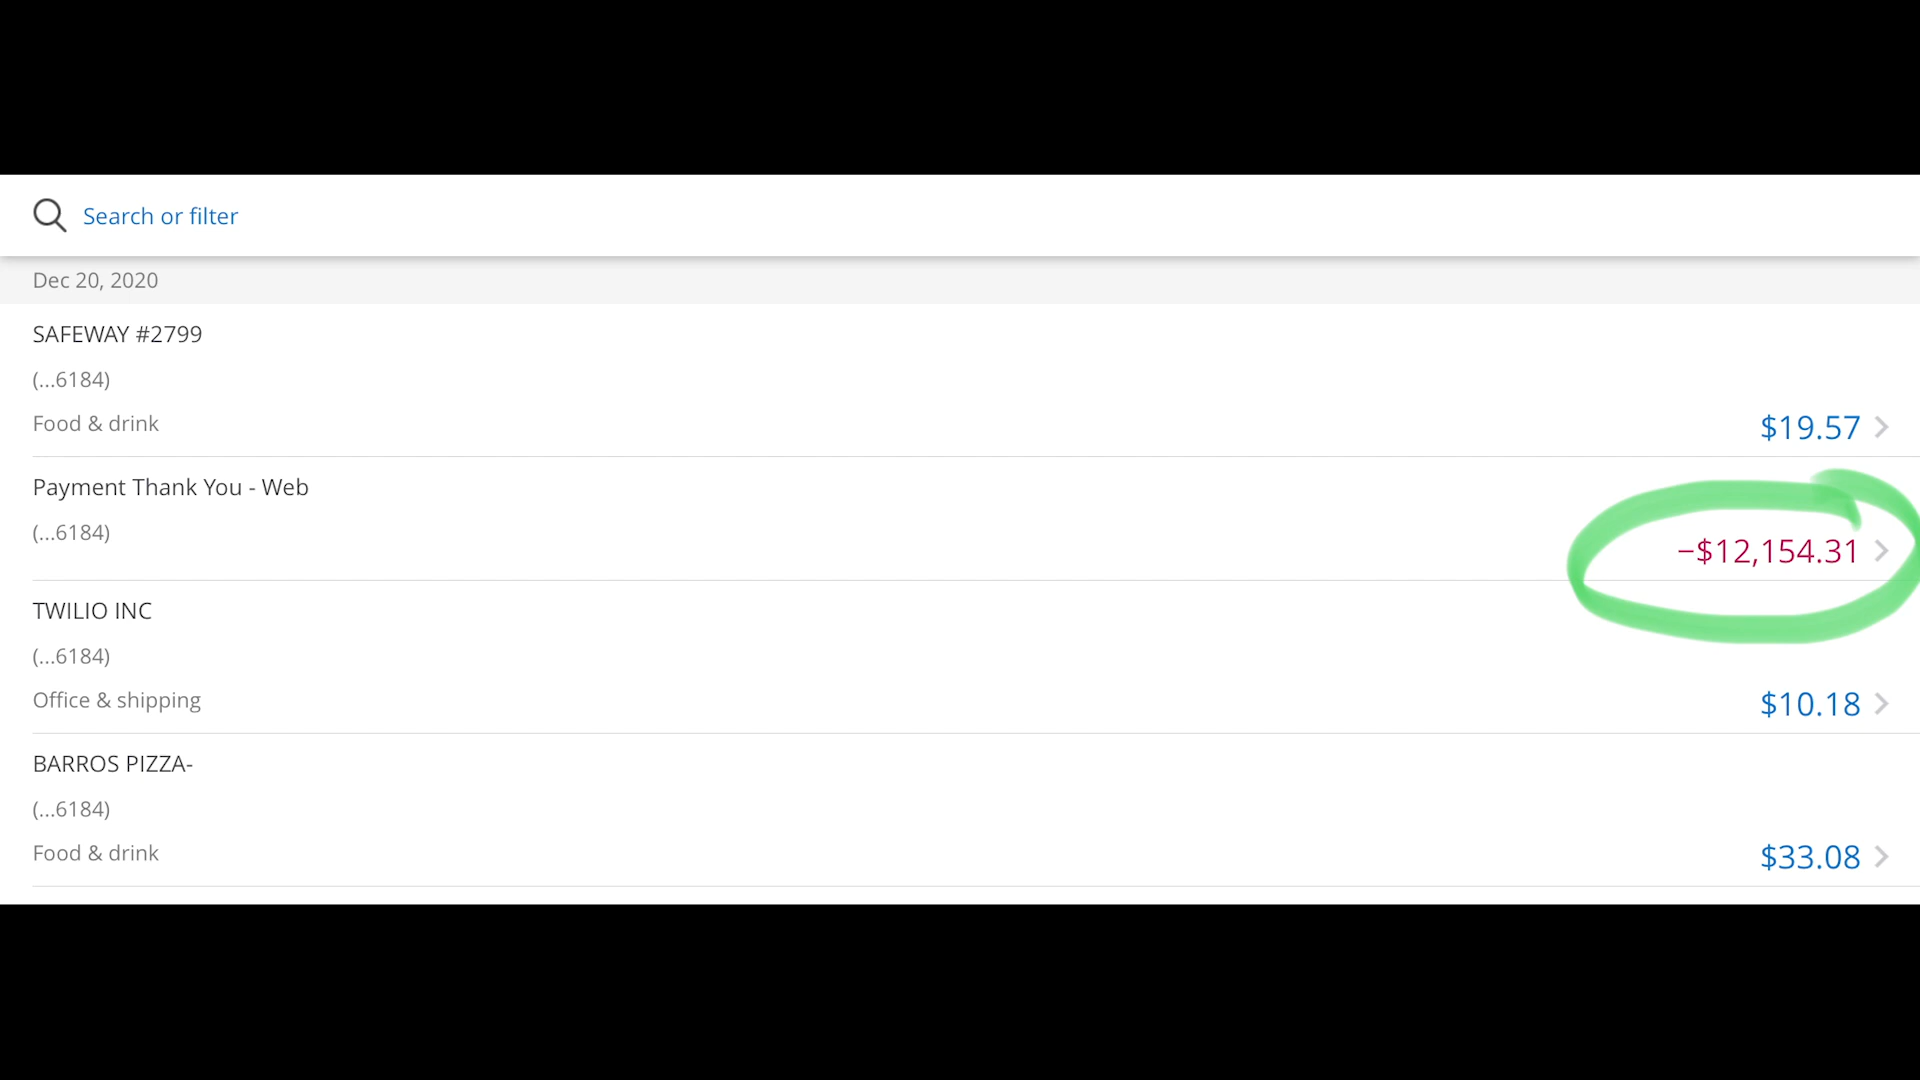 Search or filter
Dec 20, 2020
SAFEWAY #2799
(...6184)
Food & drink
$19.57
Payment Thank You - Web
(...6184)
−$12,154.31
TWILIO INC
(...6184)
Office & shipping
$10.18
BARROS PIZZA-
(...6184)
Food & drink
$33.08